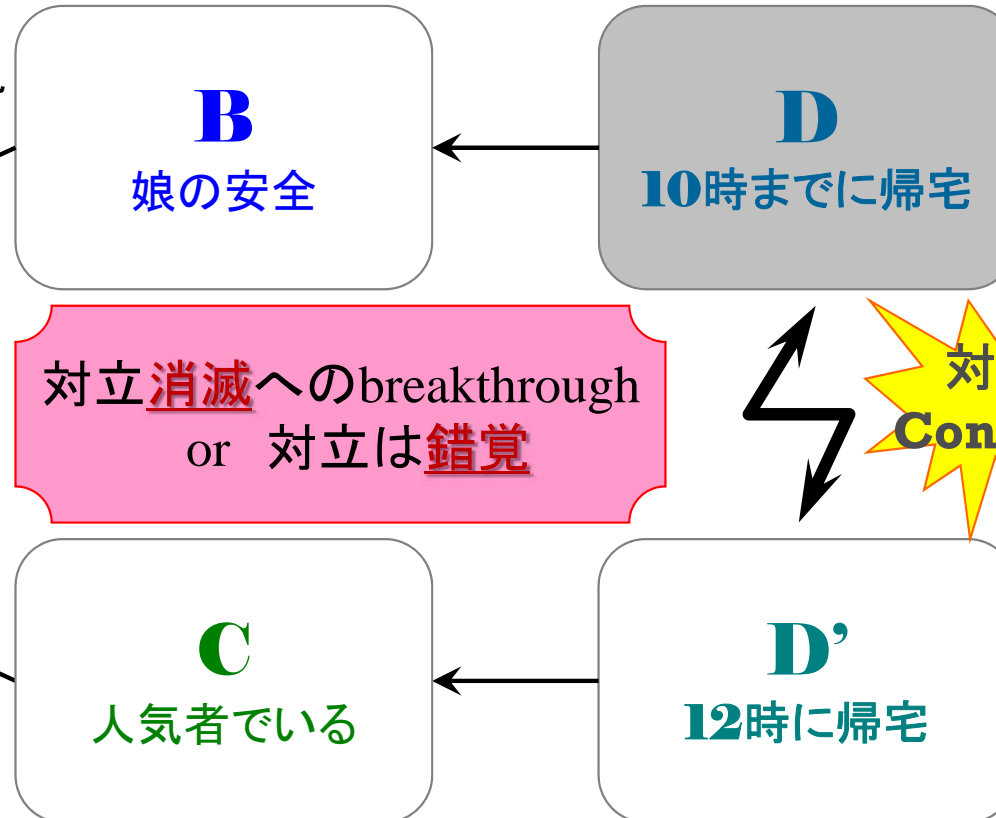 B
娘の安全
D
10時までに帰宅
対立消滅へのbreakthrough
or 対立は錯覚
対
Con
C
人気者でいる
D’
12時に帰宅